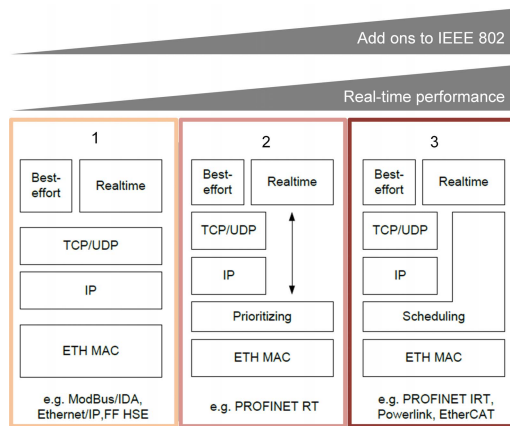 Add ons to IEEE 802
Real-time performance
1
Best-
effort
Realtime
TCP/UDP
IP
ETH MAC
e.g. ModBus/IDA,
Ethernet/IP,FF HSE
2
Best-
effort
Realtime
TCP/UDP
IP
Prioritizing
ETH MAC
e.g. PROFINET RT
3
Best-
effort
Realtime
TCP/UDP
IP
Scheduling
ETH MAC
e.g. PROFINET IRT,
Powerlink, EtherCAT